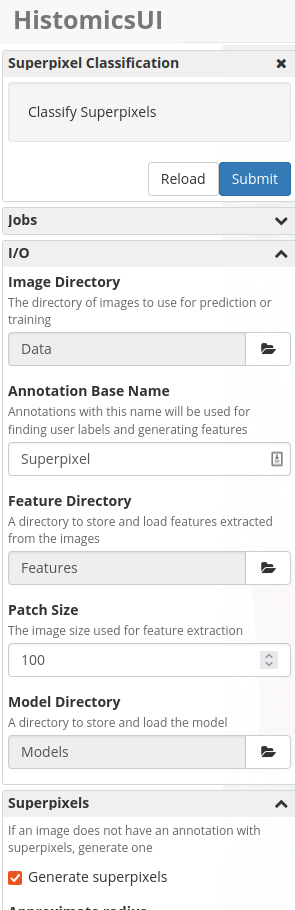 HistomicsUI
Superpixel Classification
Classify Superpixels
Reload Submit
Jobs
I/O
Image Directory
The directory of images to use for prediction or
training
Data
Annotation Base Name
Annotations with this name will be used for
finding user labels and generating features
Superpixel
Feature Directory
A directory to store and load features extracted
from the images
Features
Patch Size
The image size used for feature extraction
100
Model Directory
A directory to store and load the model
Models
Superpixels
If an image does not have an annotation with
superpixels, generate one
Generate superpixels
Approximate radius